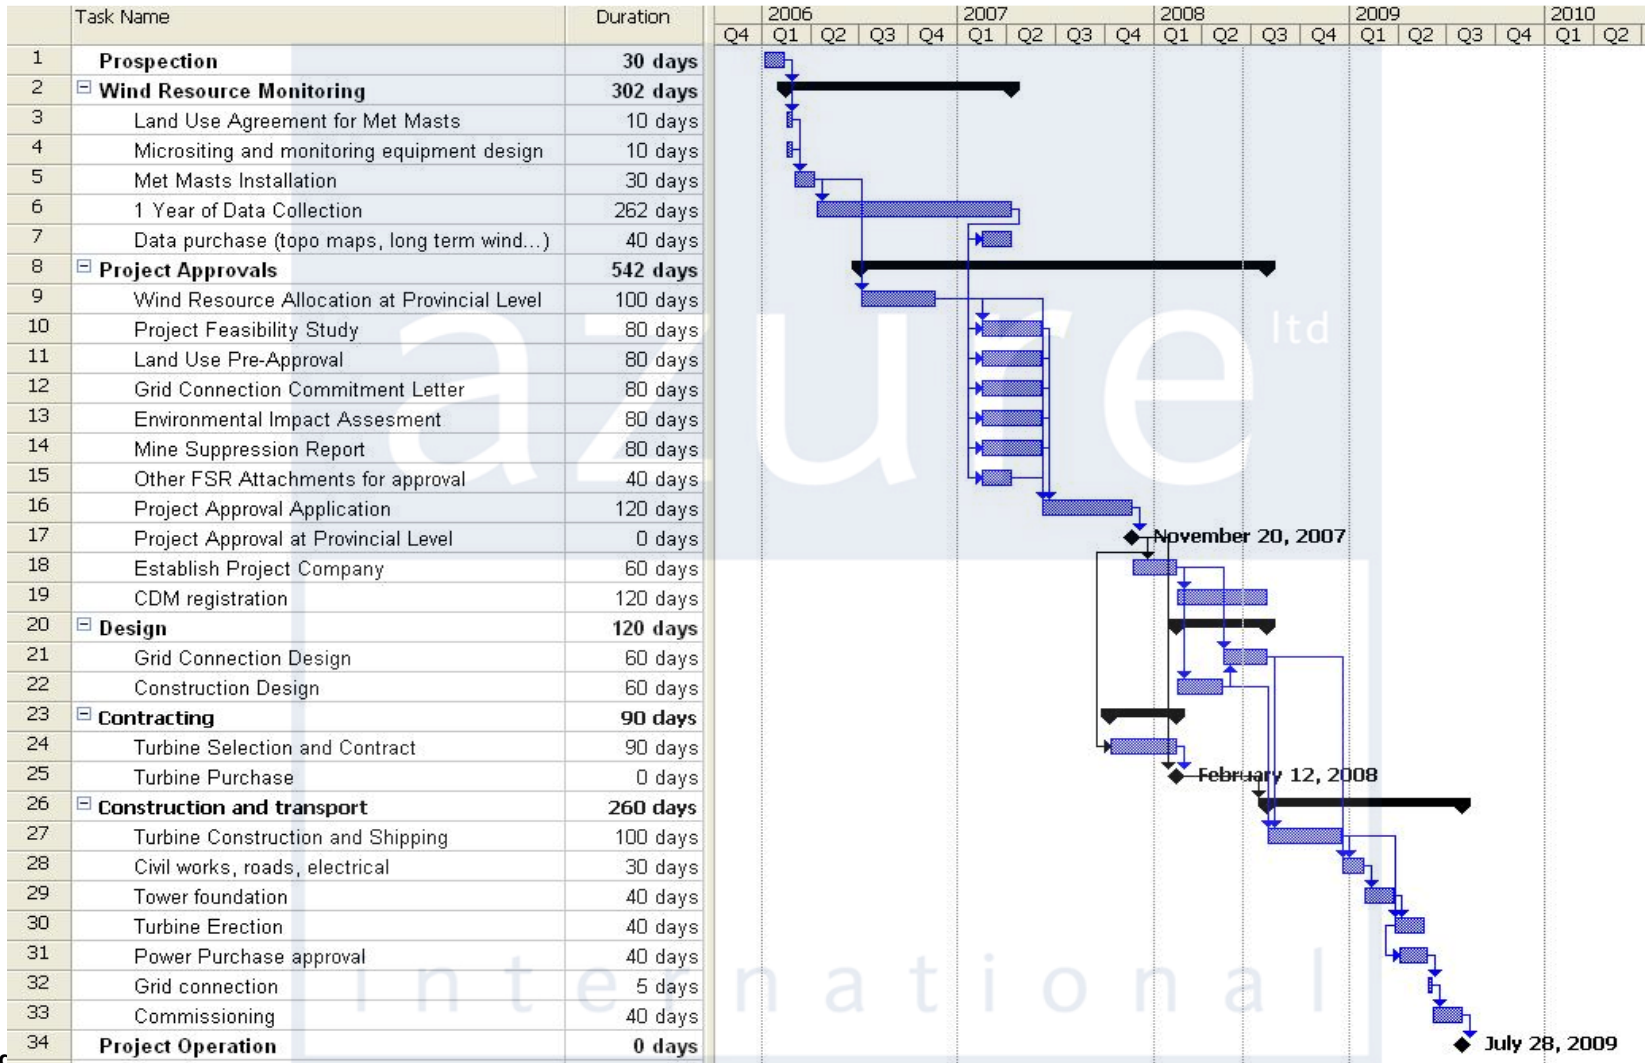 Task Name Duration 2006 2007 2008 2009 2010
Q4 Q1 Q2 Q3 Q4 Q1 Q2 Q3 Q4 Q1 Q2 Q3 Q4 Q1 Q2 Q3 Q4 Q1 Q2
1 Prospection 30 days
2 Wind Resource Monitoring 302 days
3 Land Use Agreement for Met Masts 10 days
4 Micrositing and monitoring equipment design 10 days
5 Met Masts Installation 30 days
6 1 Year of Data Collection 262 days
7 Data purchase (topo maps, long term wind...) 40 days
8 Project Approvals 542 days
9 Wind Resource Allocation at Provincial Level 100 days
10 Project Feasibility Study 80 days
11 Land Use Pre-Approval 80 days
12 Grid Connection Commitment Letter 80 days
13 Environmental Impact Assesment 80 days
14 Mine Suppression Report 80 days
15 Other FSR Attachments for approval 40 days
16 Project Approval Application 120 days
17 Project Approval at Provincial Level 0 days November 20, 2007
18 Establish Project Company 60 days
19 CDM registration 120 days
20 Design 120 days
21 Grid Connection Design 60 days
22 Construction Design 60 days
23 Contracting 90 days
24 Turbine Selection and Contract 90 days
25 Turbine Purchase 0 days February 12, 2008
26 Construction and transport 260 days
27 Turbine Construction and Shipping 100 days
28 Civil works, roads, electrical 30 days
29 Tower foundation 40 days
30 Turbine Erection 40 days
31 Power Purchase approval 40 days
32 Grid connection 5 days
33 Commissioning 40 days
34 Project Operation 0 days July 28, 2009
azure ltd
international